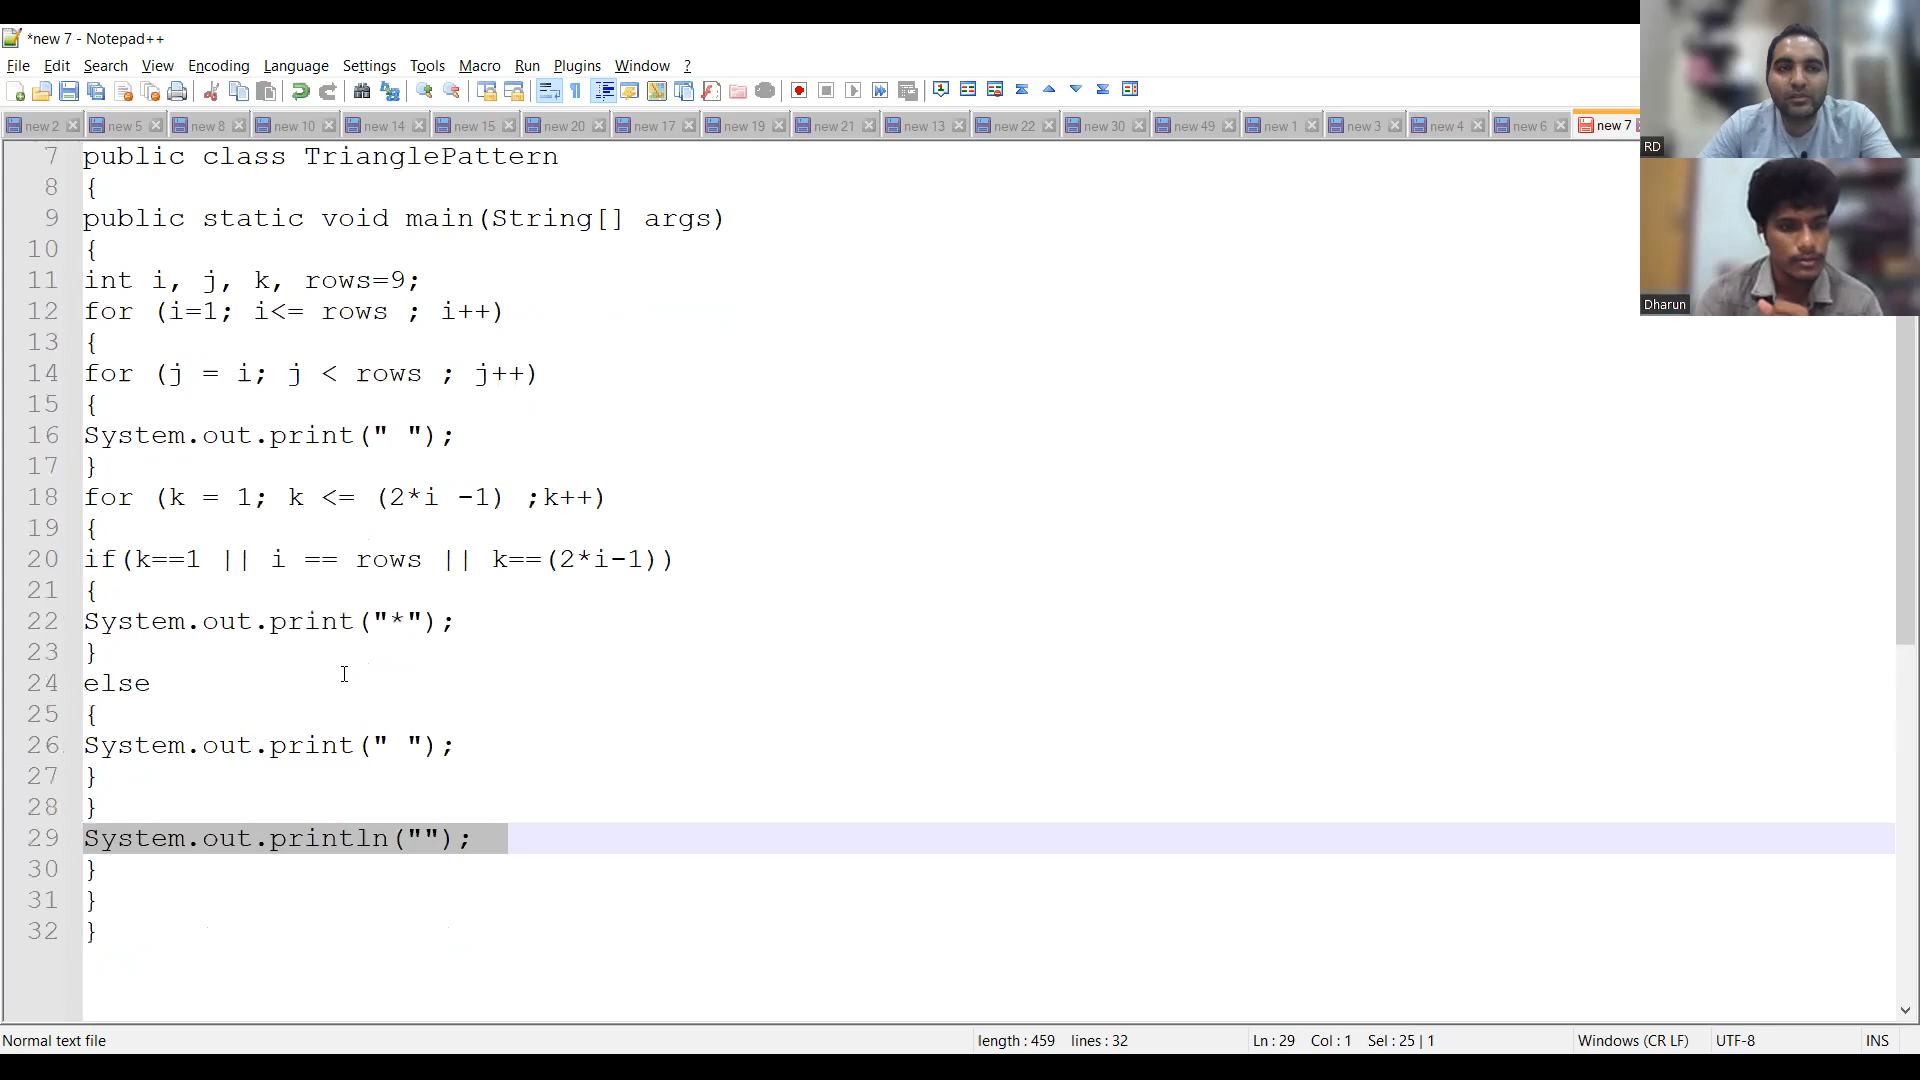 *new 7 - Notepad++
File Edit Search View Encoding Language Settings Tools Macro Run Plugins Window ?
new 2 new 5 new 8 new 10 new 14 new 15 new 20 new 17 new 19 new 21 new 13 new 22 new 30 new 49 new 1 new 3 new 4 new 6 new 7
RD
Dharun
7 public class TrianglePattern
8 {
9 public static void main(String[] args)
10 {
11 int i, j, k, rows=9;
12 for (i=1; i<= rows ; i++)
13 {
14 for (j = i; j < rows ; j++)
15 {
16 System.out.print(" ");
17 }
18 for (k = 1; k <= (2*i -1) ;k++)
19 {
20 if(k==1 || i == rows || k==(2*i-1))
21 {
22 System.out.print("*");
23 }
24 else
25 {
26 System.out.print(" ");
27 }
28 }
29 System.out.println("");
30 }
31 }
32 }
Normal text file length : 459 lines : 32 Ln : 29 Col : 1 Sel : 25 | 1 Windows (CR LF) UTF-8 INS